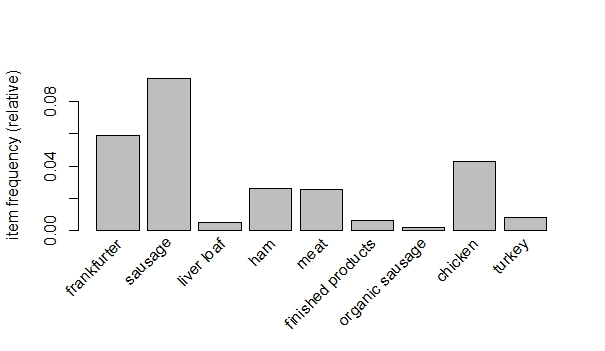 item frequency (relative)
0.08
0.04
0.00
frankfurter
sausage
liver loaf
ham
meat
finished products
organic sausage
chicken
turkey